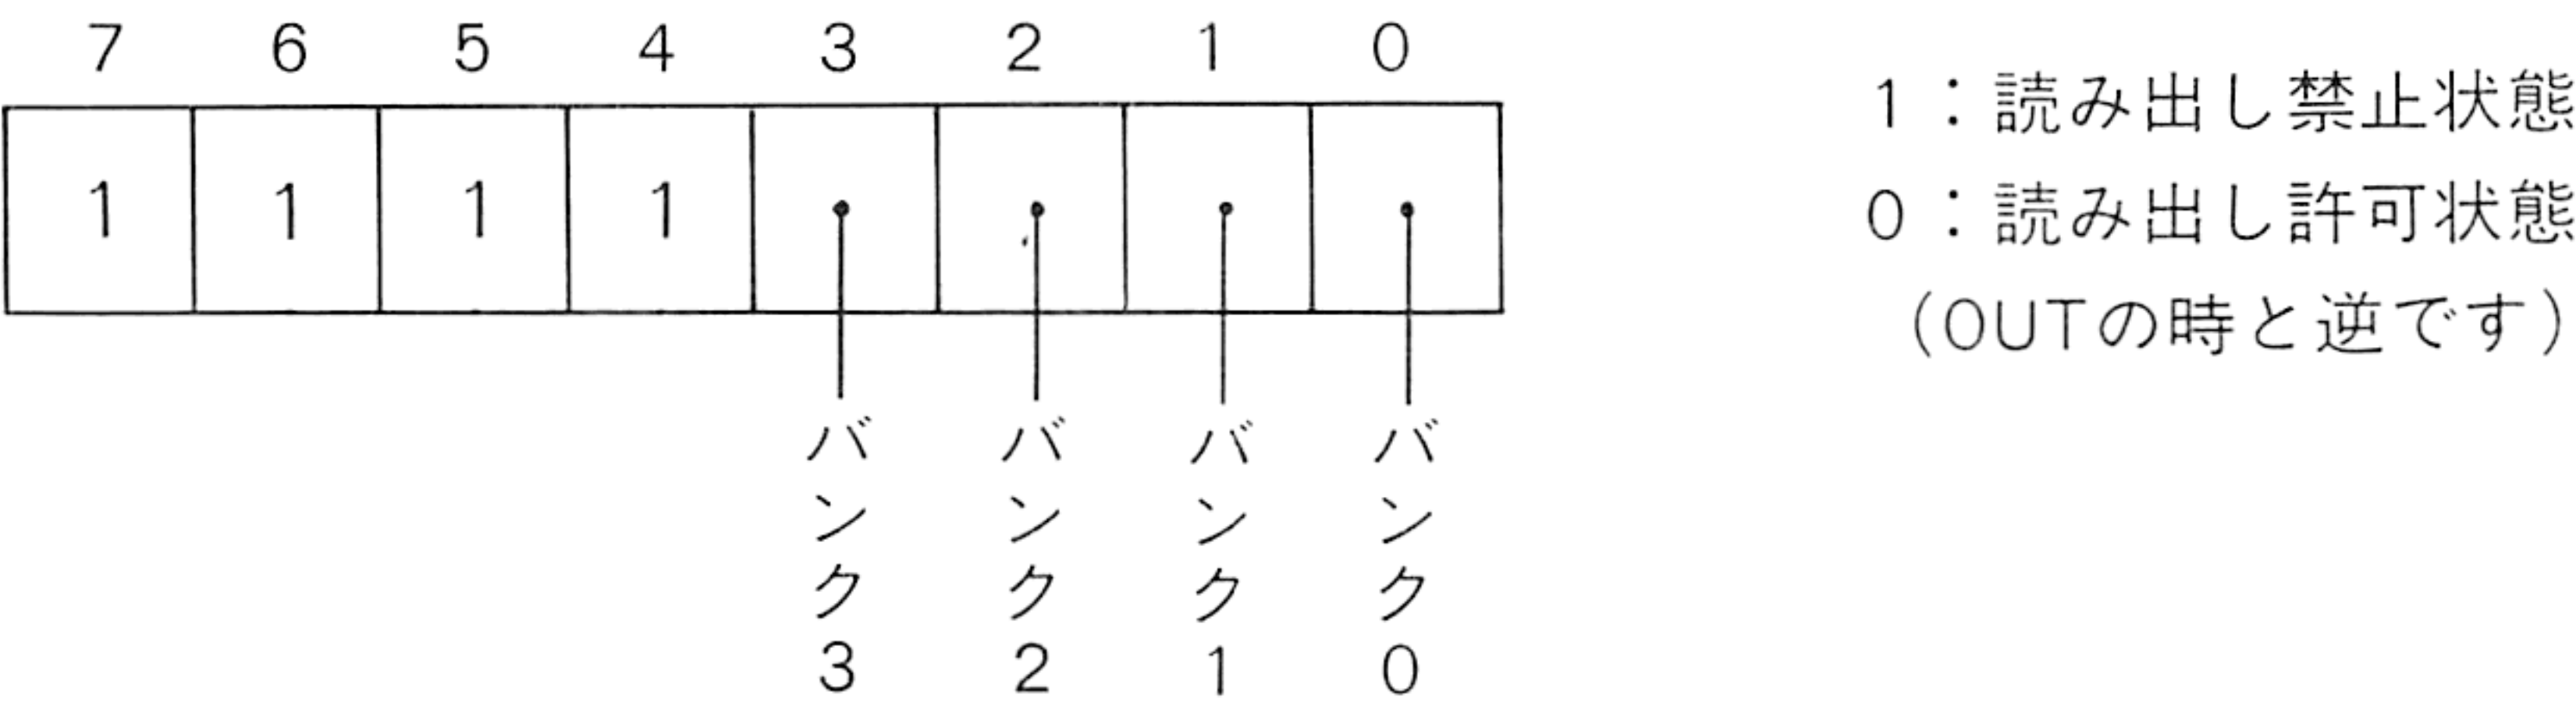 7 6 5 4 3 2 1 0
1 1 1 1
バンク3
バンク2
バンク1
バンク0
1：読み出し禁止状態
0：読み出し許可状態
（OUTの時と逆です）